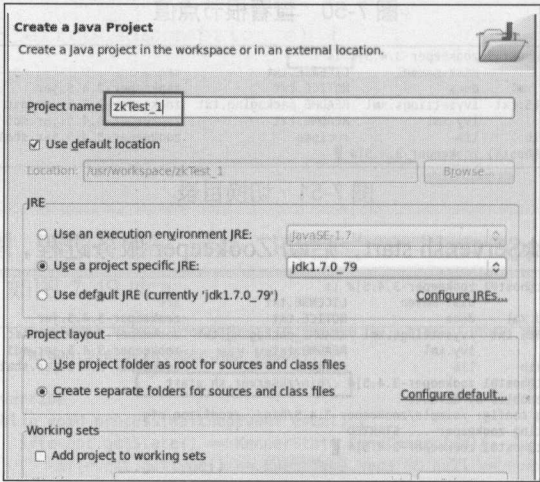 Create a Java Project
Create a Java project in the workspace or in an external location.
Project name: zkTest_1
Use default location
Location: /usr/workspace/zkTest_1 Browse...
JRE
Use an execution environment JRE: JavaSE-1.7
Use a project specific JRE: jdk1.7.0_79
Use default JRE (currently 'jdk1.7.0_79') Configure JREs...
Project layout
Use project folder as root for sources and class files
Create separate folders for sources and class files Configure default...
Working sets
Add project to working sets